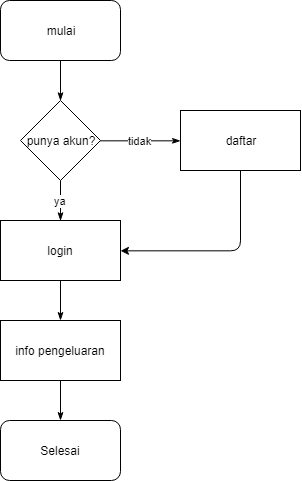 mulai
punya akun?
tidak
daftar
ya
login
info pengeluaran
Selesai